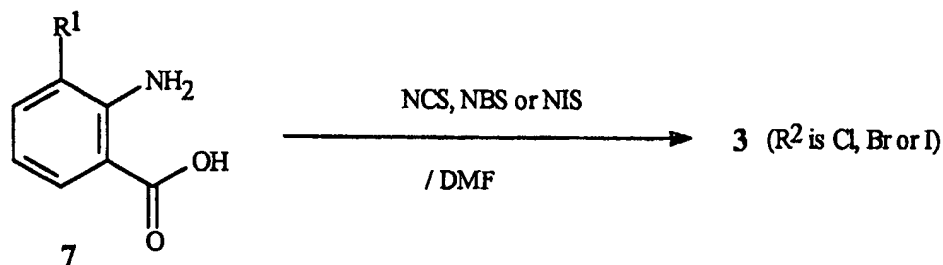 R¹
NH₂
NCS, NBS or NIS
3 (R² is Cl, Br or I)
OH
/ DMF
O
7